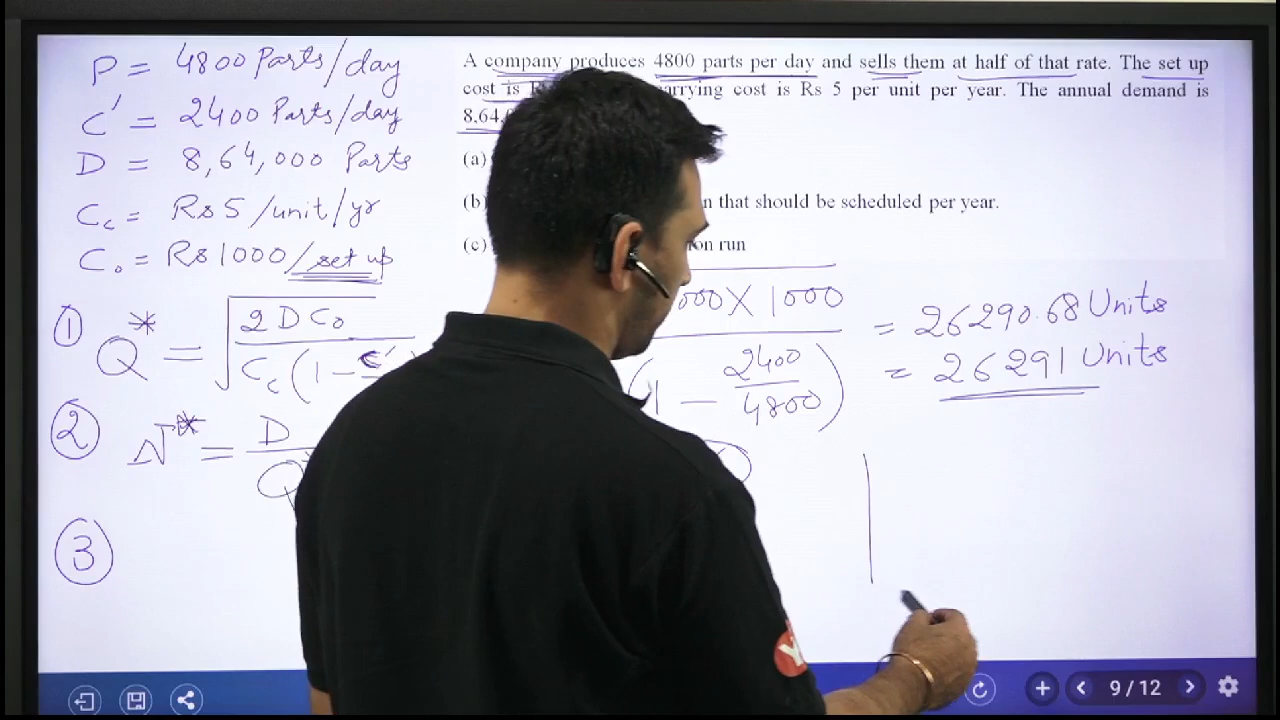 P = 4800 Parts/day
C' = 2400 Parts/day
D = 8,64,000 Parts
Cc = Rs 5 /unit/yr
Co = Rs 1000 /set up
A company produces 4800 parts per day and sells them at half of that rate. The set up
cost is R arrying cost is Rs 5 per unit per year. The annual demand is
8,64,
(a)
(b) n that should be scheduled per year.
(c) on run
① Q* = √ 2DCo / Cc (1 - C' 000 X 1000 / (1 - 2400/4800) = 26290.68 Units
= 26291 Units
② N* = D / Q*
③
9 / 12